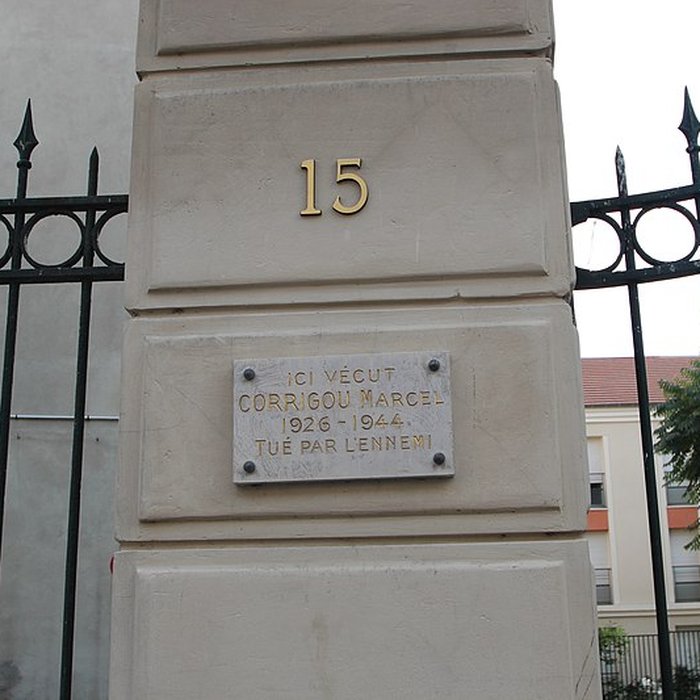 15
ICI VÉCUT
CORRIGOU MARCEL
1926-1944
TUÉ PAR L'ENNEMI